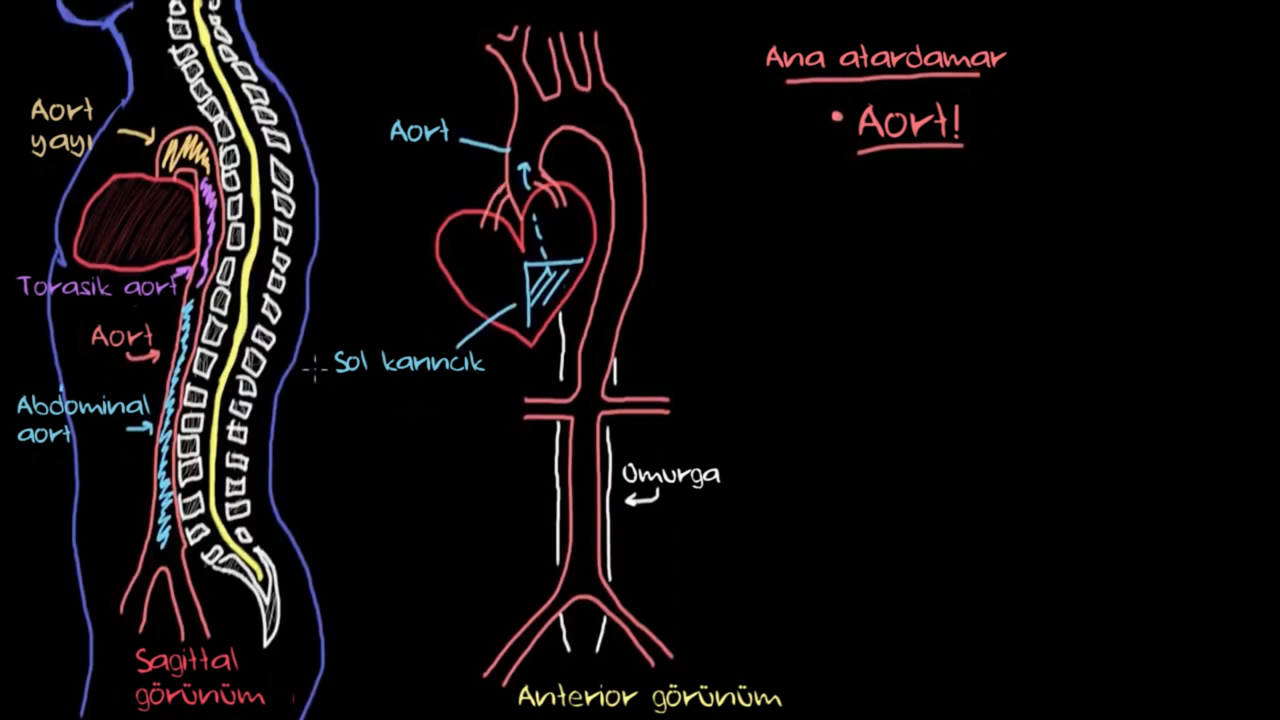 Ana atardamar
• Aort!
Aort
yayı
Aort
Torasik aort
Aort
Sol karıncık
Abdominal
aort
Omurga
Sagittal
görünüm
Anterior görünüm